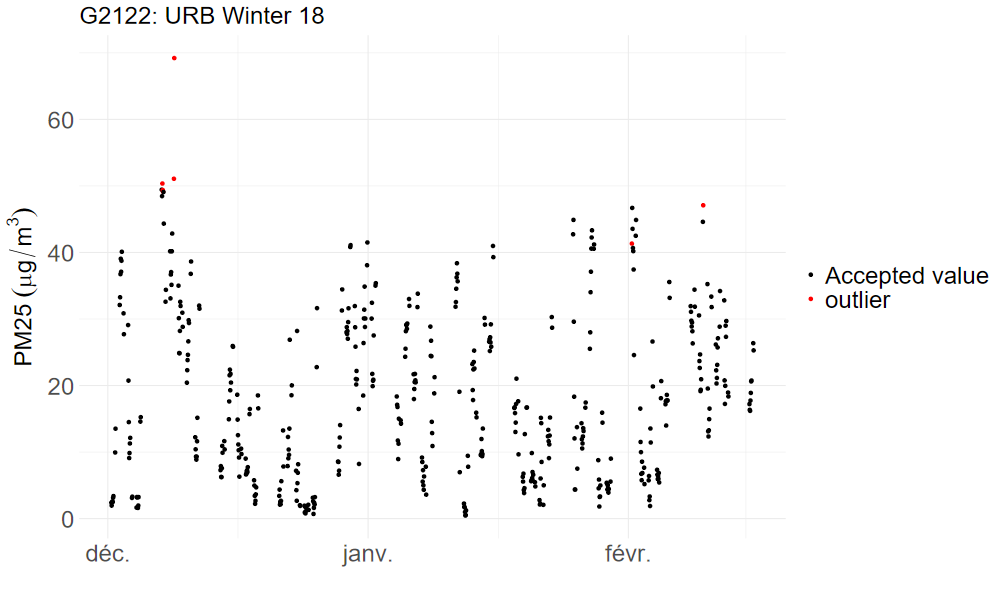 G2122: URB Winter 18
PM25 (μg/m³)
60
40
20
0
déc.
janv.
févr.
Accepted value
outlier